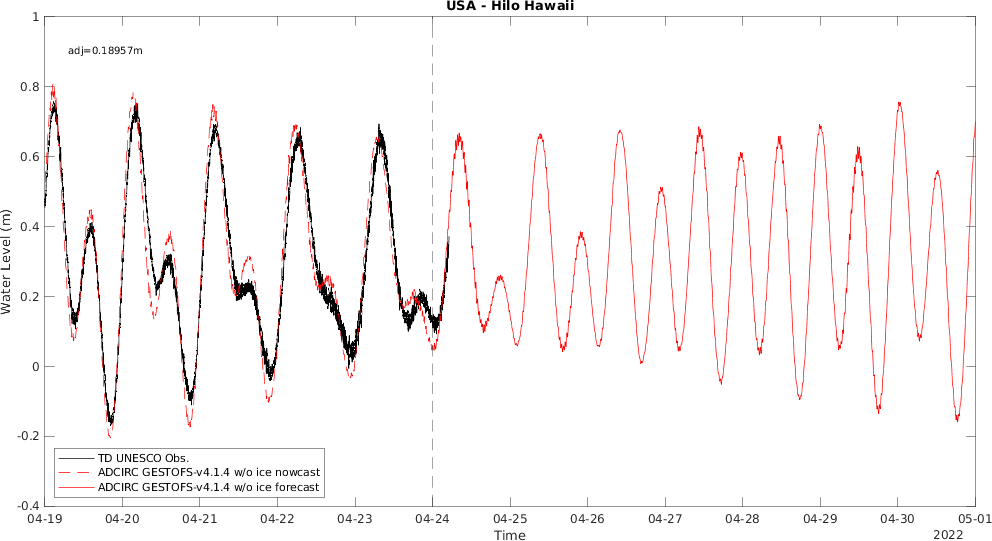 USA - Hilo Hawaii
adj=0.18957m
Water Level (m)
1
0.8
0.6
0.4
0.2
0
-0.2
-0.4
TD UNESCO Obs.
ADCIRC GESTOFS-v4.1.4 w/o ice nowcast
ADCIRC GESTOFS-v4.1.4 w/o ice forecast
04-19 04-20 04-21 04-22 04-23 04-24 04-25 04-26 04-27 04-28 04-29 04-30 05-01
Time
2022